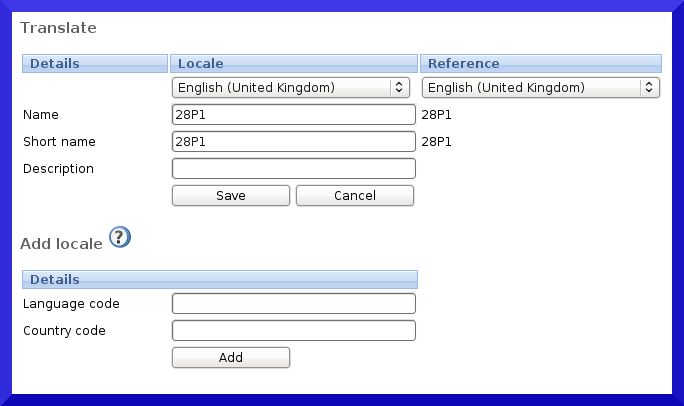 Translate
Details Locale Reference
English (United Kingdom) English (United Kingdom)
Name 28P1 28P1
Short name 28P1 28P1
Description
Save Cancel
Add locale ?
Details
Language code
Country code
Add